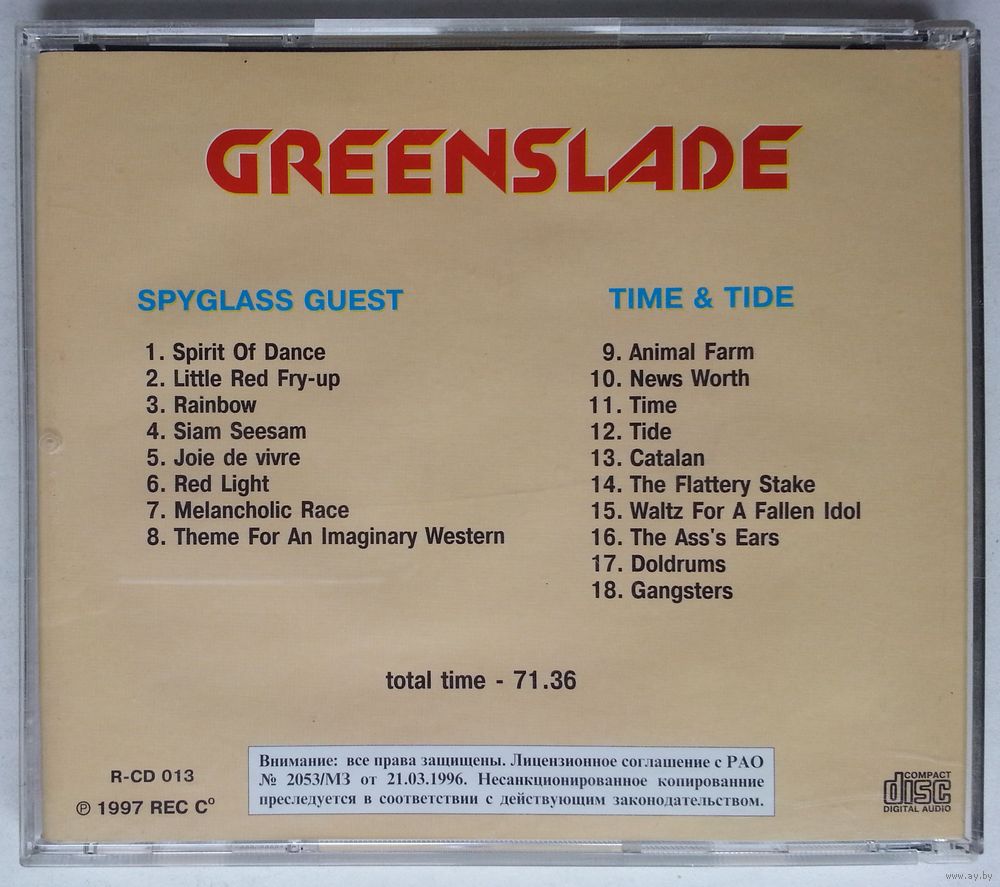 GREENSLADE
SPYGLASS GUEST
1. Spirit Of Dance
2. Little Red Fry-up
3. Rainbow
4. Siam Seesam
5. Joie de vivre
6. Red Light
7. Melancholic Race
8. Theme For An Imaginary Western
TIME & TIDE
9. Animal Farm
10. News Worth
11. Time
12. Tide
13. Catalan
14. The Flattery Stake
15. Waltz For A Fallen Idol
16. The Ass's Ears
17. Doldrums
18. Gangsters
total time - 71.36
R-CD 013
℗ 1997 REC Cº
Внимание: все права защищены. Лицензионное соглашение с РАО
№ 2053/МЗ от 21.03.1996. Несанкционированное копирование
преследуется в соответствии с действующим законодательством.
COMPACT
disc
DIGITAL AUDIO
www.ay.by